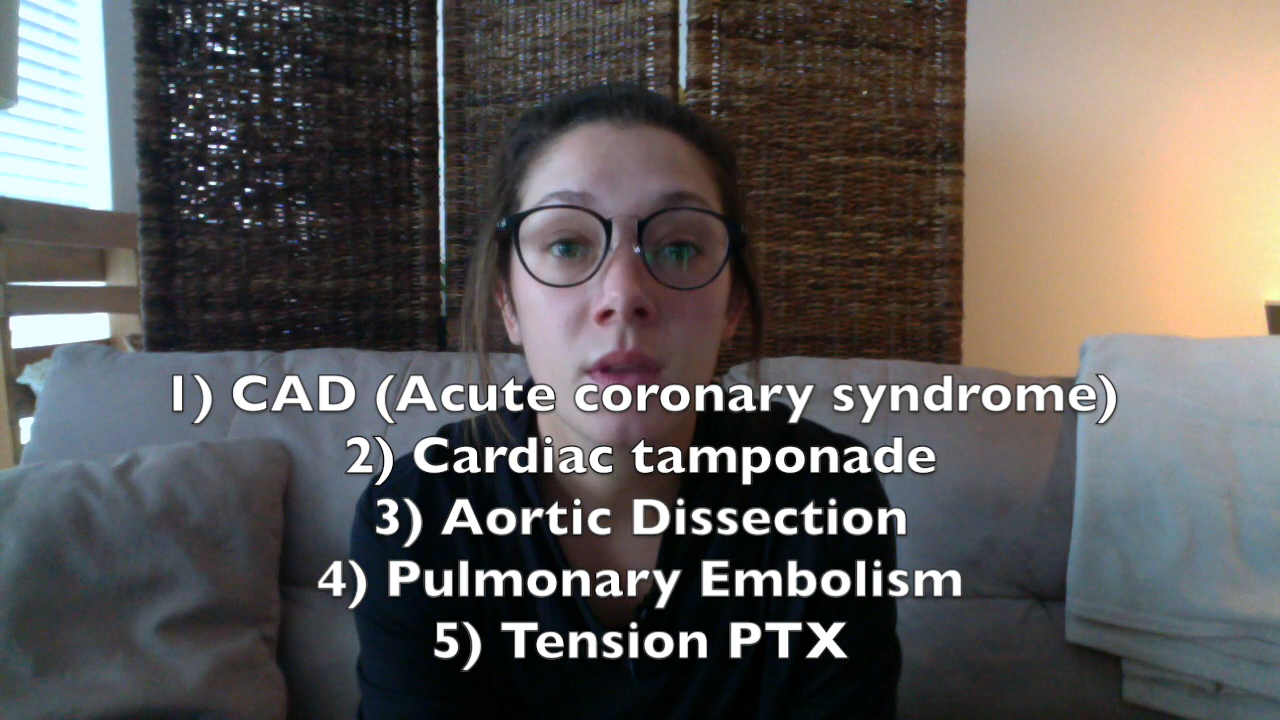 1) CAD (Acute coronary syndrome)
2) Cardiac tamponade
3) Aortic Dissection
4) Pulmonary Embolism
5) Tension PTX